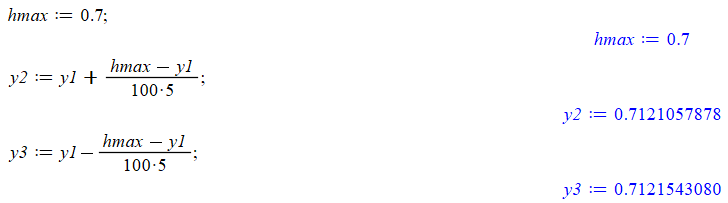 hmax := 0.7;
hmax := 0.7
y2 := y1 + (hmax − y1)/(100·5);
y2 := 0.7121057878
y3 := y1 − (hmax − y1)/(100·5);
y3 := 0.7121543080